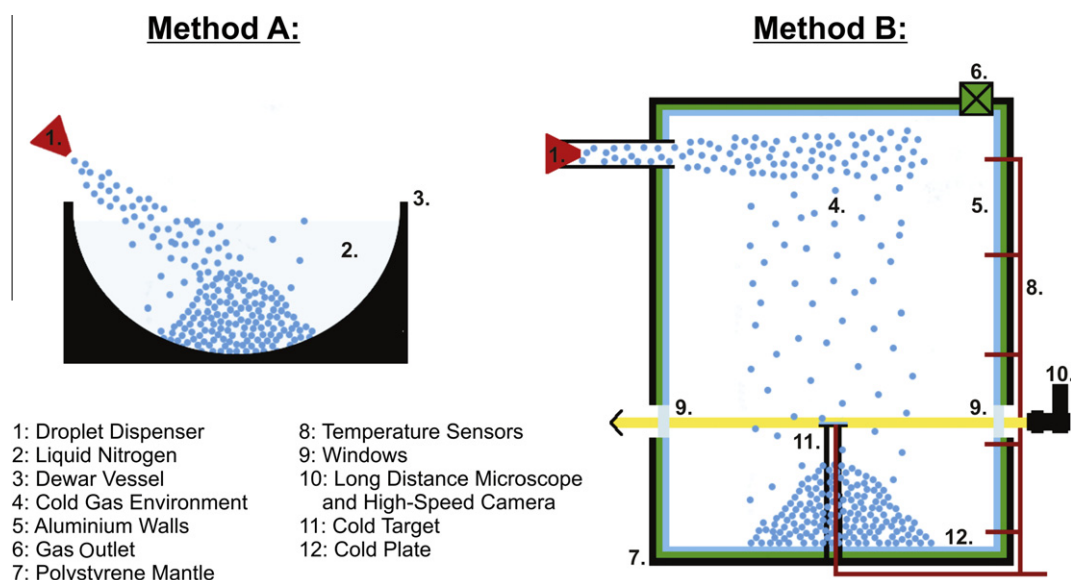 Method A:
Method B:
1.
2.
3.
1.
4.
5.
6.
7.
8.
9.
9.
10.
11.
12.
1: Droplet Dispenser
2: Liquid Nitrogen
3: Dewar Vessel
4: Cold Gas Environment
5: Aluminium Walls
6: Gas Outlet
7: Polystyrene Mantle
8: Temperature Sensors
9: Windows
10: Long Distance Microscope
and High-Speed Camera
11: Cold Target
12: Cold Plate